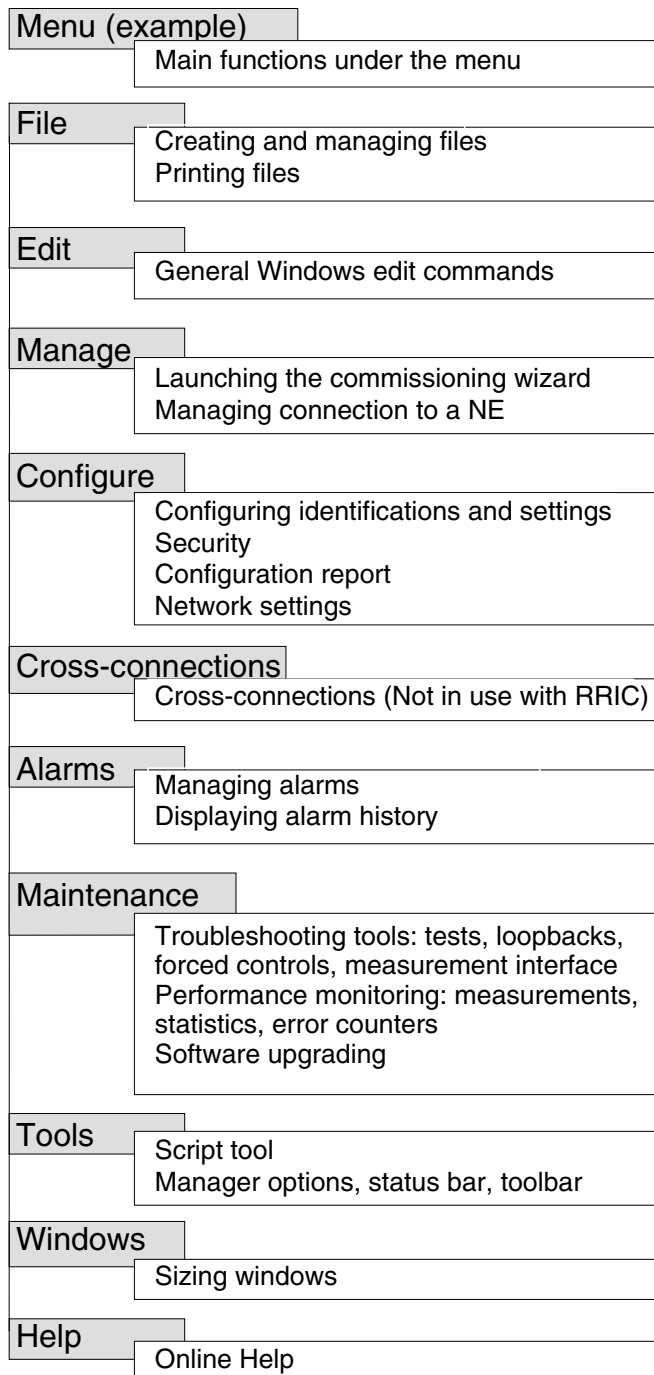 Menu (example)
Main functions under the menu
File
Creating and managing files
Printing files
Edit
General Windows edit commands
Manage
Launching the commissioning wizard
Managing connection to a NE
Configure
Configuring identifications and settings
Security
Configuration report
Network settings
Cross-connections
Cross-connections (Not in use with RRIC)
Alarms
Managing alarms
Displaying alarm history
Maintenance
Troubleshooting tools: tests, loopbacks,
forced controls, measurement interface
Performance monitoring: measurements,
statistics, error counters
Software upgrading
Tools
Script tool
Manager options, status bar, toolbar
Windows
Sizing windows
Help
Online Help